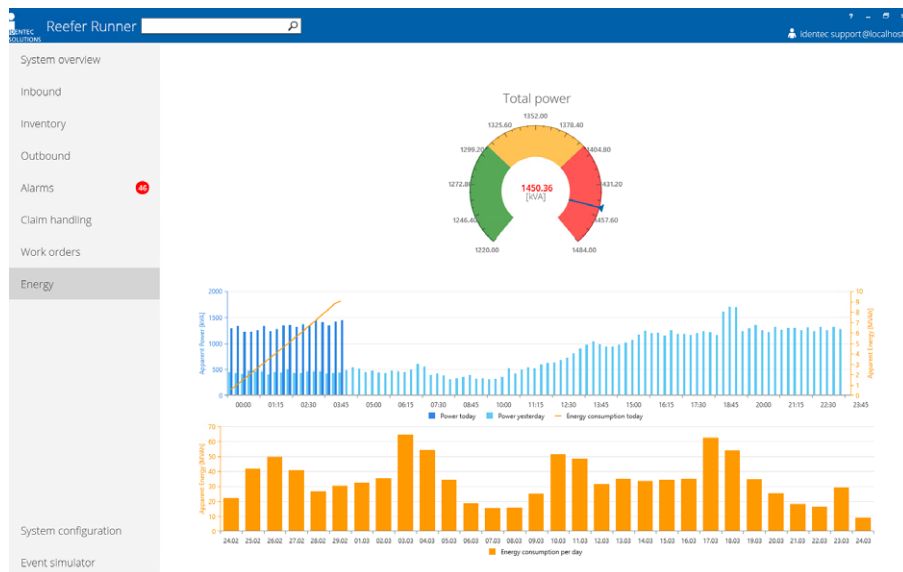 IDENTEC
SOLUTIONS
Reefer Runner
?
identec support@localhost
System overview
Inbound
Inventory
Outbound
Alarms 46
Claim handling
Work orders
Energy
System configuration
Event simulator
Total power
1352.00
1325.60 1378.40
1299.20 1404.80
1272.80 1431.20
1450.36
[kVA]
1246.40 1457.60
1220.00 1484.00
Apparent Power [kVA]
2000
1500
1000
500
0
Apparent Energy [MVAh]
10
9
8
7
6
5
4
3
2
1
0
00:00 01:15 02:30 03:45 05:00 06:15 07:30 08:45 10:00 11:15 12:30 13:45 15:00 16:15 17:30 18:45 20:00 21:15 22:30 23:45
Power today Power yesterday Energy consumption today
Apparent Energy [MVAh]
70
60
50
40
30
20
10
0
24.02 25.02 26.02 27.02 28.02 29.02 01.03 02.03 03.03 04.03 05.03 06.03 07.03 08.03 09.03 10.03 11.03 12.03 13.03 14.03 15.03 16.03 17.03 18.03 19.03 20.03 21.03 22.03 23.03 24.03
Energy consumption per day